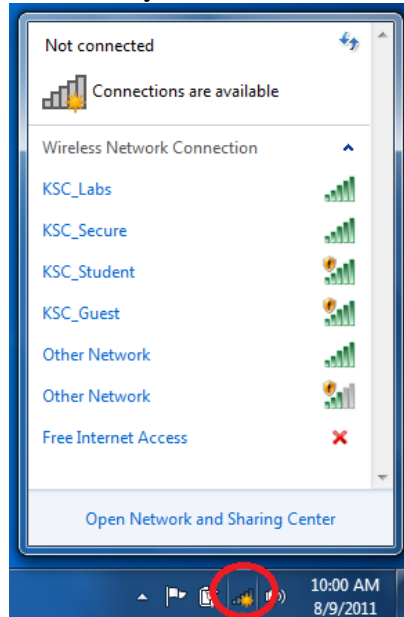 Not connected
Connections are available
Wireless Network Connection
KSC_Labs
KSC_Secure
KSC_Student
KSC_Guest
Other Network
Other Network
Free Internet Access
Open Network and Sharing Center
10:00 AM
8/9/2011